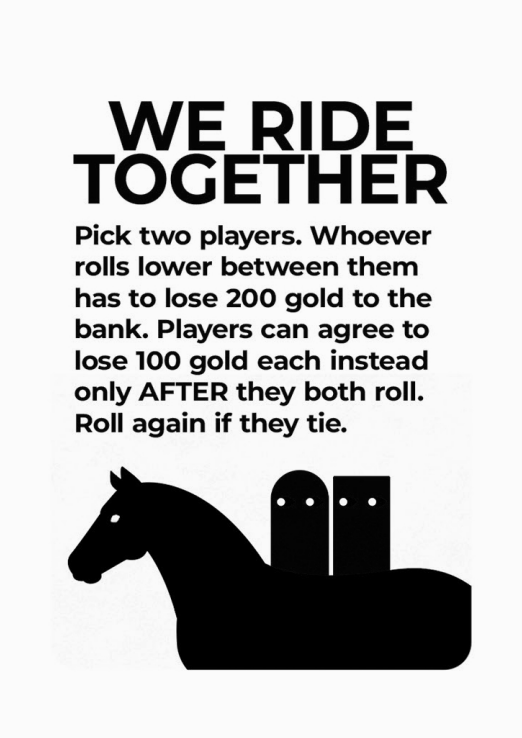 WE RIDE
TOGETHER
Pick two players. Whoever
rolls lower between them
has to lose 200 gold to the
bank. Players can agree to
lose 100 gold each instead
only AFTER they both roll.
Roll again if they tie.